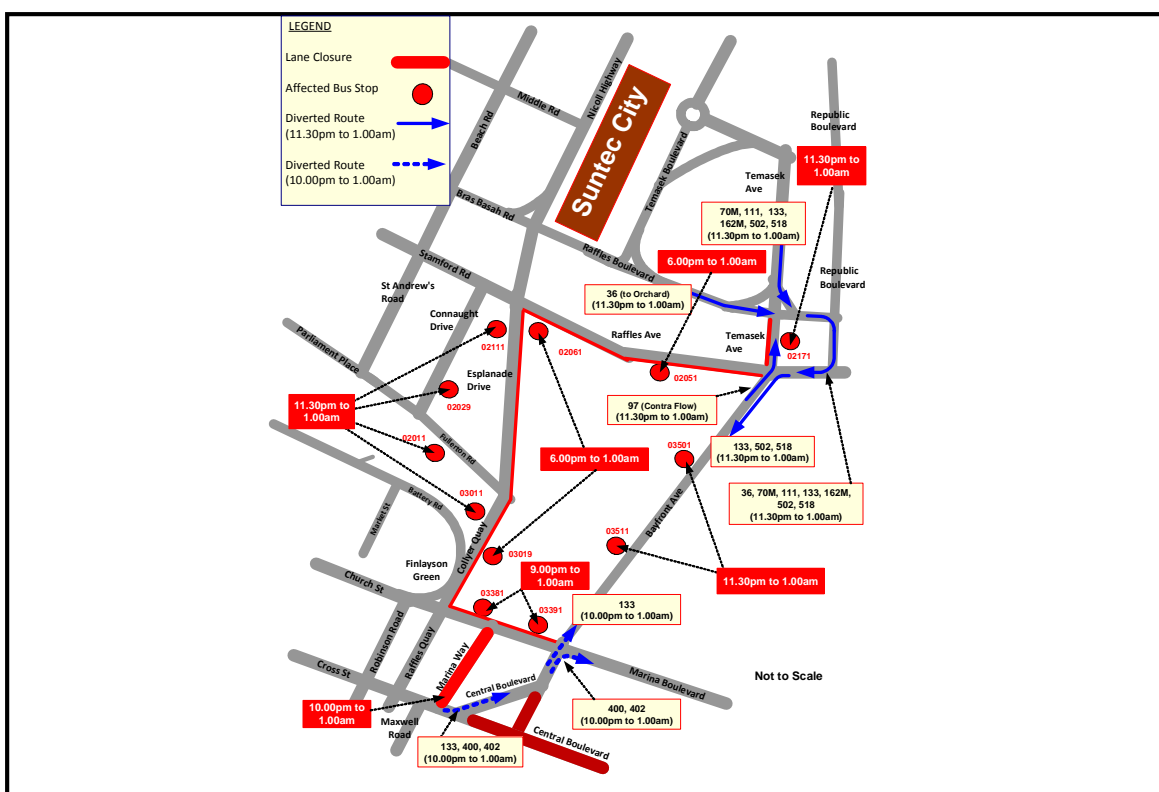 LEGEND
Lane Closure
Affected Bus Stop
Diverted Route
(11.30pm to 1.00am)
Diverted Route
(10.00pm to 1.00am)
Beach Rd
Middle Rd
Nicoll Highway
Suntec City
Temasek Boulevard
Republic
Boulevard
11.30pm to
1.00am
Temasek
Ave
Bras Basah Rd
70M, 111, 133,
162M, 502, 518
(11.30pm to 1.00am)
Raffles Boulevard
6.00pm to 1.00am
Stamford Rd
St Andrew's
Road
36 (to Orchard)
(11.30pm to 1.00am)
Republic
Boulevard
Connaught
Drive
02111
02061
Raffles Ave
Temasek
Ave
02171
Parliament Place
Esplanade
Drive
02051
02029
11.30pm to
1.00am
97 (Contra Flow)
(11.30pm to 1.00am)
02011
Fullerton Rd
6.00pm to 1.00am
03501
133, 502, 518
(11.30pm to 1.00am)
Battery Rd
Market St
03011
36, 70M, 111, 133, 162M,
502, 518
(11.30pm to 1.00am)
Bayfront Ave
03511
Collyer Quay
03019
Finlayson
Green
9.00pm to
1.00am
11.30pm to 1.00am
Church St
03381
03391
133
(10.00pm to 1.00am)
Robinson Road
Raffles Quay
Marina Way
Cross St
Central Boulevard
Marina Boulevard
Not to Scale
10.00pm to
1.00am
400, 402
(10.00pm to 1.00am)
Maxwell
Road
133, 400, 402
(10.00pm to 1.00am)
Central Boulevard